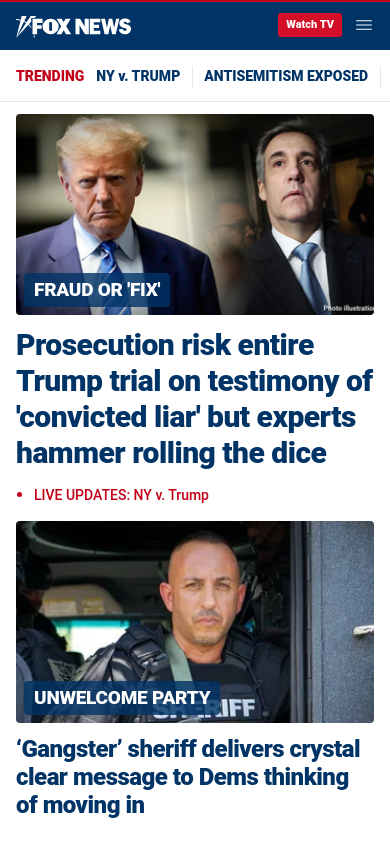 FOX NEWS
Watch TV
TRENDING NY v. TRUMP ANTISEMITISM EXPOSED
FRAUD OR 'FIX'
Photo illustration
Prosecution risk entire
Trump trial on testimony of
'convicted liar' but experts
hammer rolling the dice
• LIVE UPDATES: NY v. Trump
UNWELCOME PARTY
SHERIFF
‘Gangster’ sheriff delivers crystal
clear message to Dems thinking
of moving in